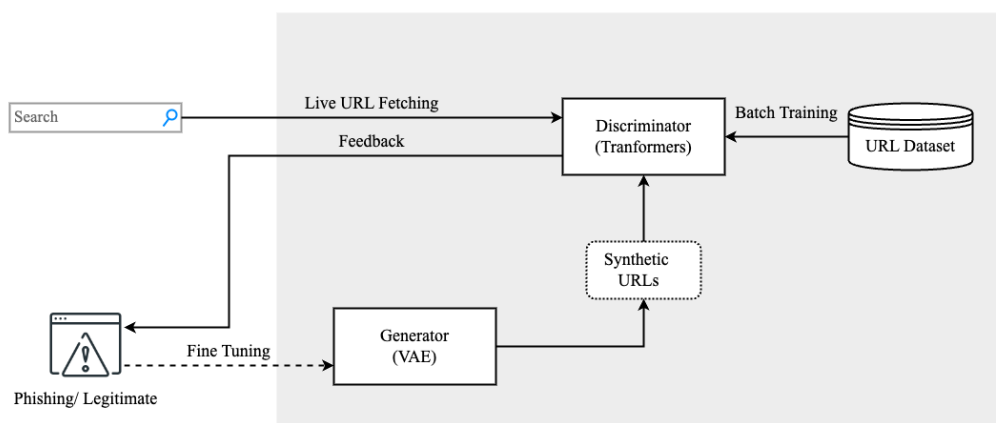 Search
Live URL Fetching
Feedback
Discriminator
(Tranformers)
Batch Training
URL Dataset
Synthetic
URLs
Generator
(VAE)
Fine Tuning
Phishing/ Legitimate